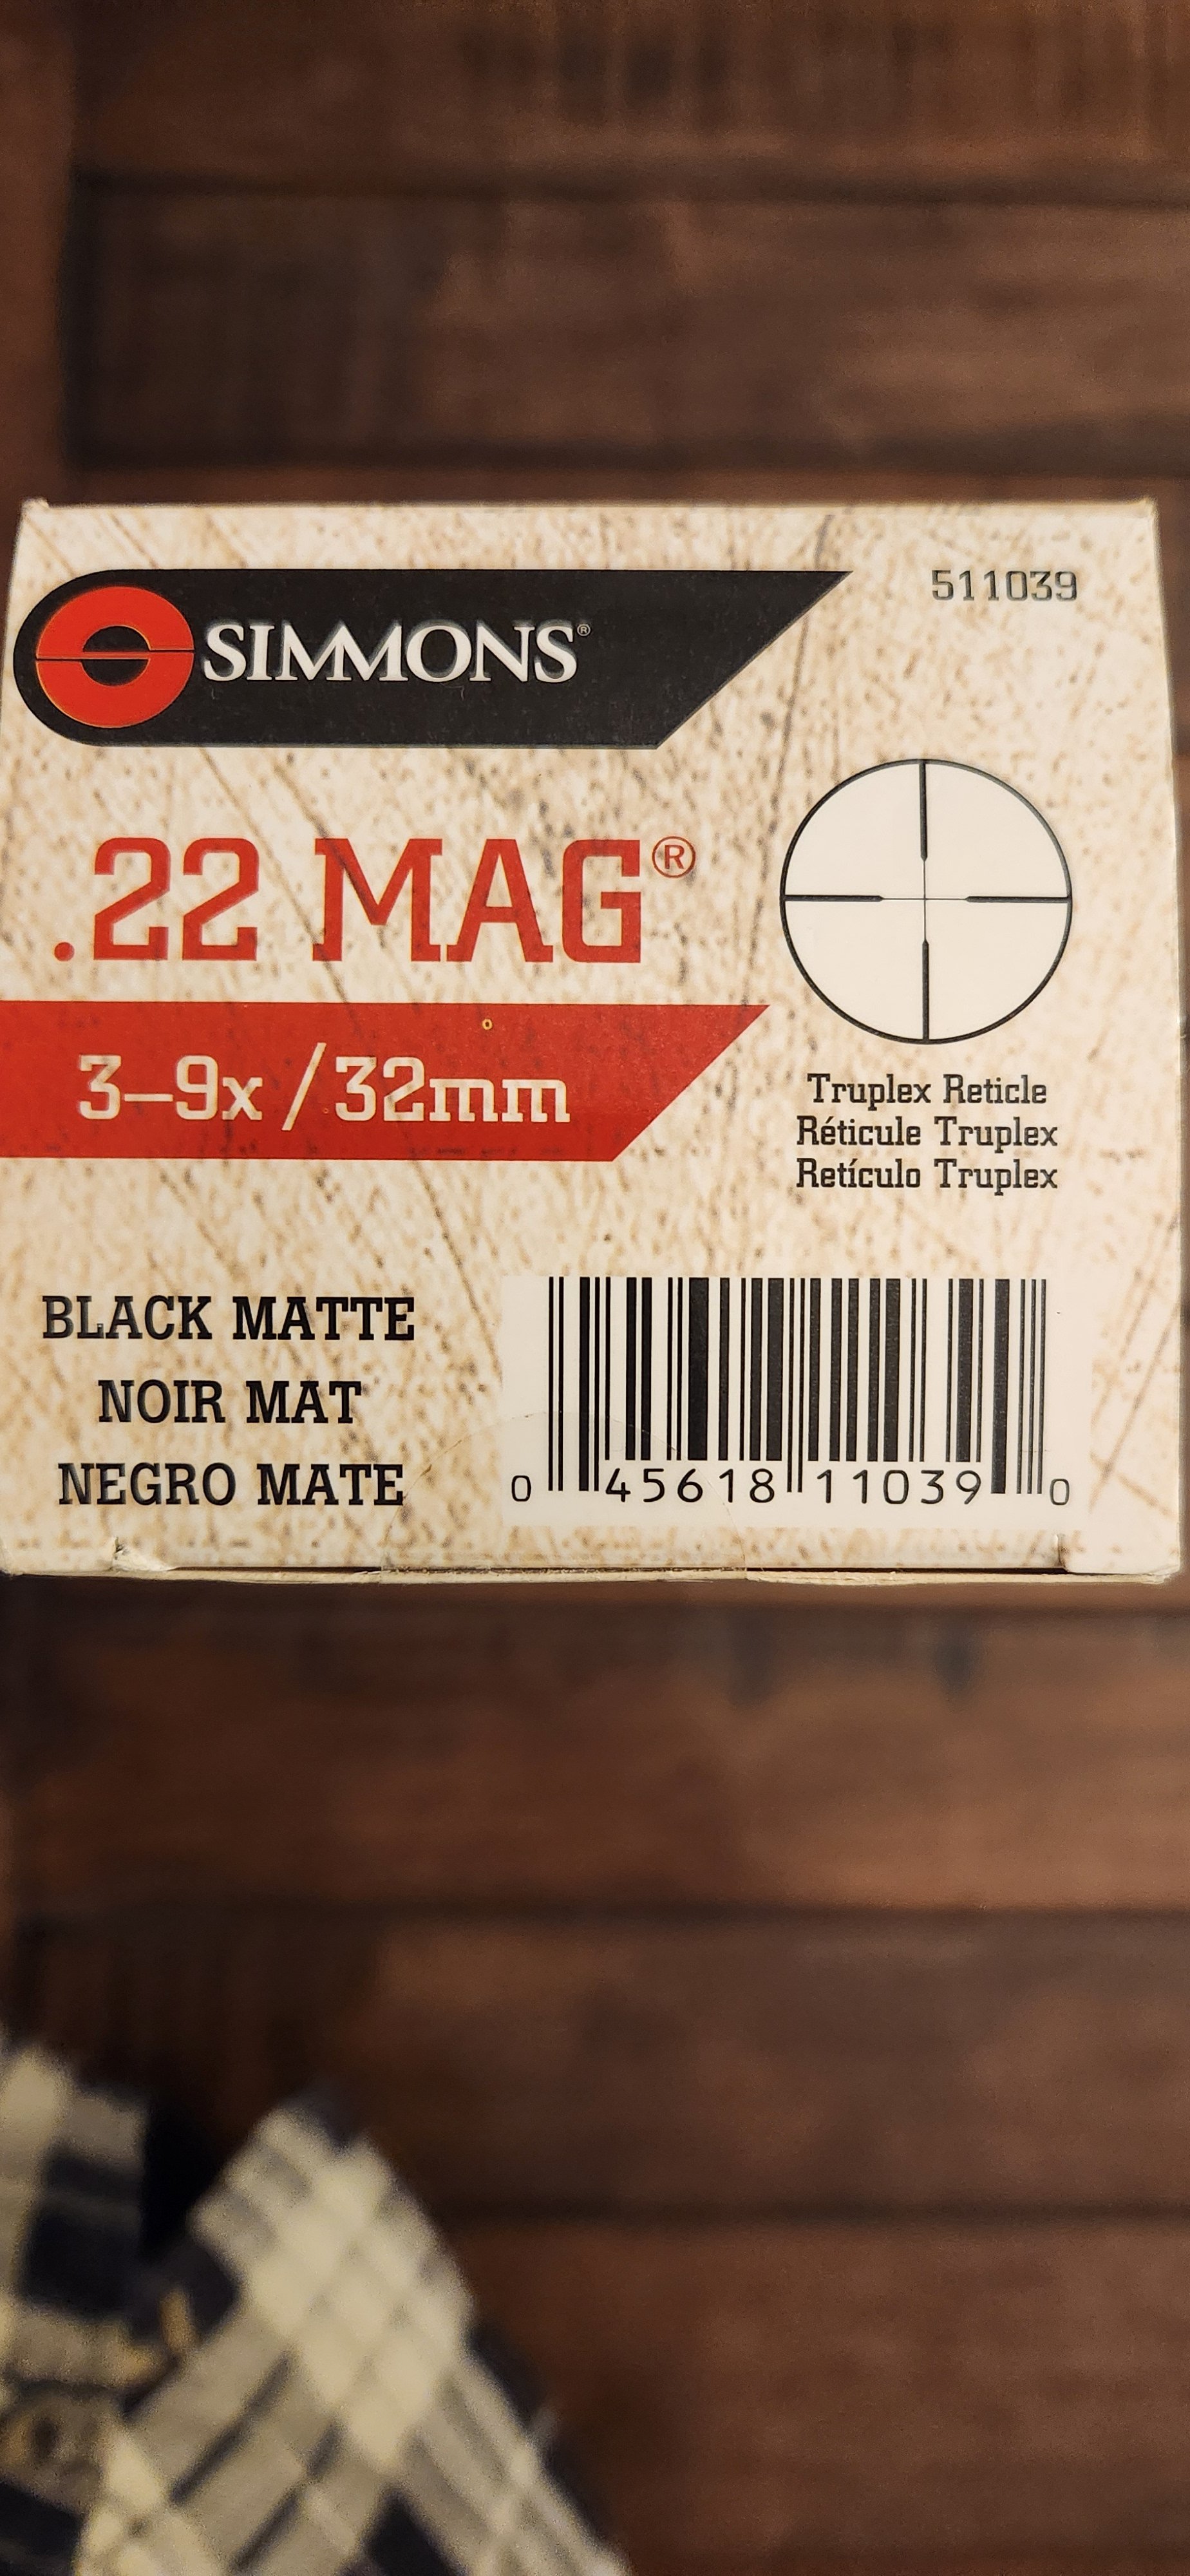 SIMMONS®
511039
.22 MAG®
3–9x / 32mm
Truplex Reticle
Réticule Truplex
Retículo Truplex
BLACK MATTE
NOIR MAT
NEGRO MATE
0 45618 11039 0